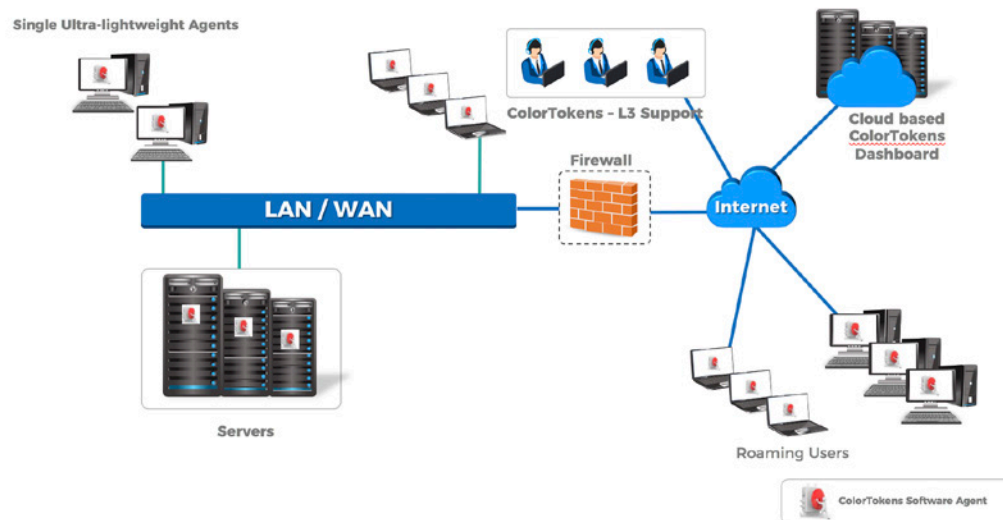 Single Ultra-lightweight Agents
ColorTokens - L3 Support
Cloud based
ColorTokens
Dashboard
Firewall
LAN / WAN
Internet
Servers
Roaming Users
ColorTokens Software Agent